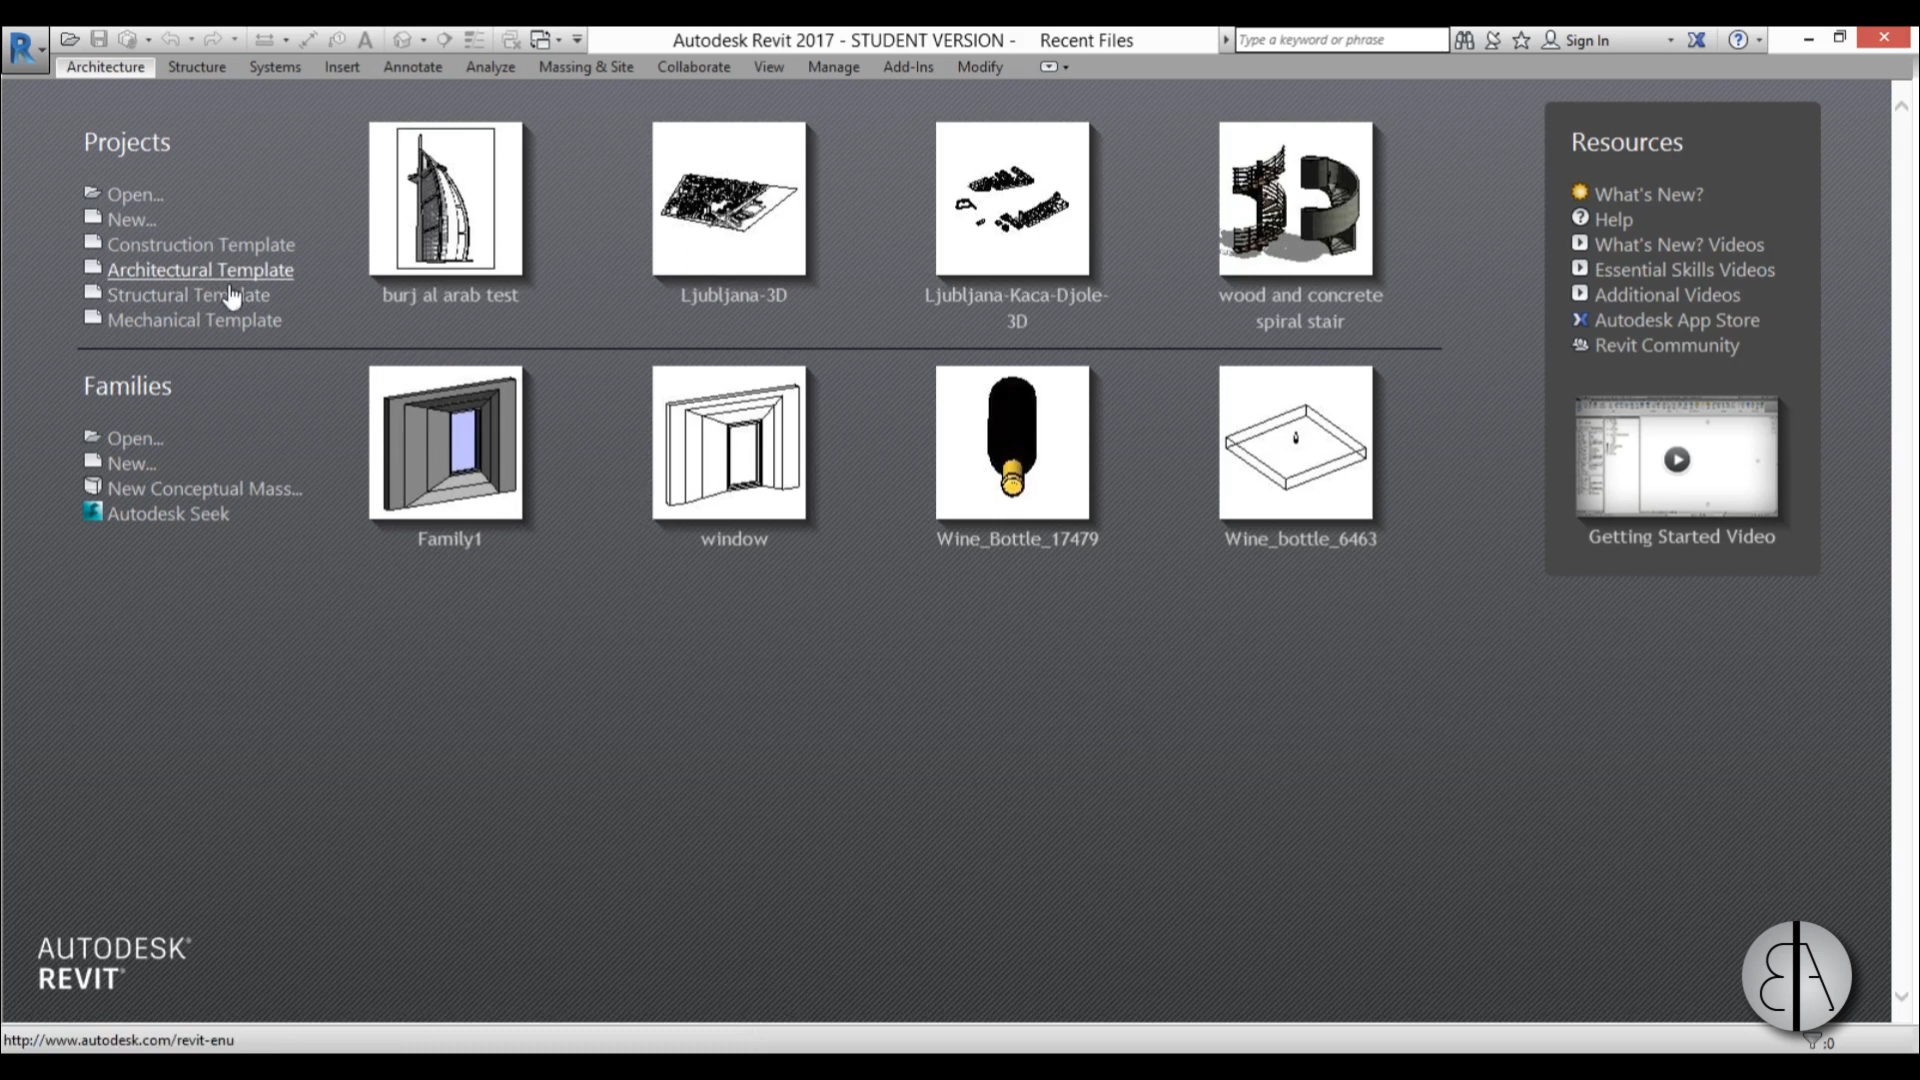 Autodesk Revit 2017 - STUDENT VERSION - Recent Files
Type a keyword or phrase
Sign In
Architecture Structure Systems Insert Annotate Analyze Massing & Site Collaborate View Manage Add-Ins Modify
Projects
Open...
New...
Construction Template
Architectural Template
Structural Template
Mechanical Template
burj al arab test
Ljubljana-3D
Ljubljana-Kaca-Djole-
3D
wood and concrete
spiral stair
Families
Open...
New...
New Conceptual Mass...
Autodesk Seek
Family1
window
Wine_Bottle_17479
Wine_bottle_6463
Resources
What's New?
Help
What's New? Videos
Essential Skills Videos
Additional Videos
Autodesk App Store
Revit Community
Getting Started Video
AUTODESK®
REVIT®
BA
http://www.autodesk.com/revit-enu
:0